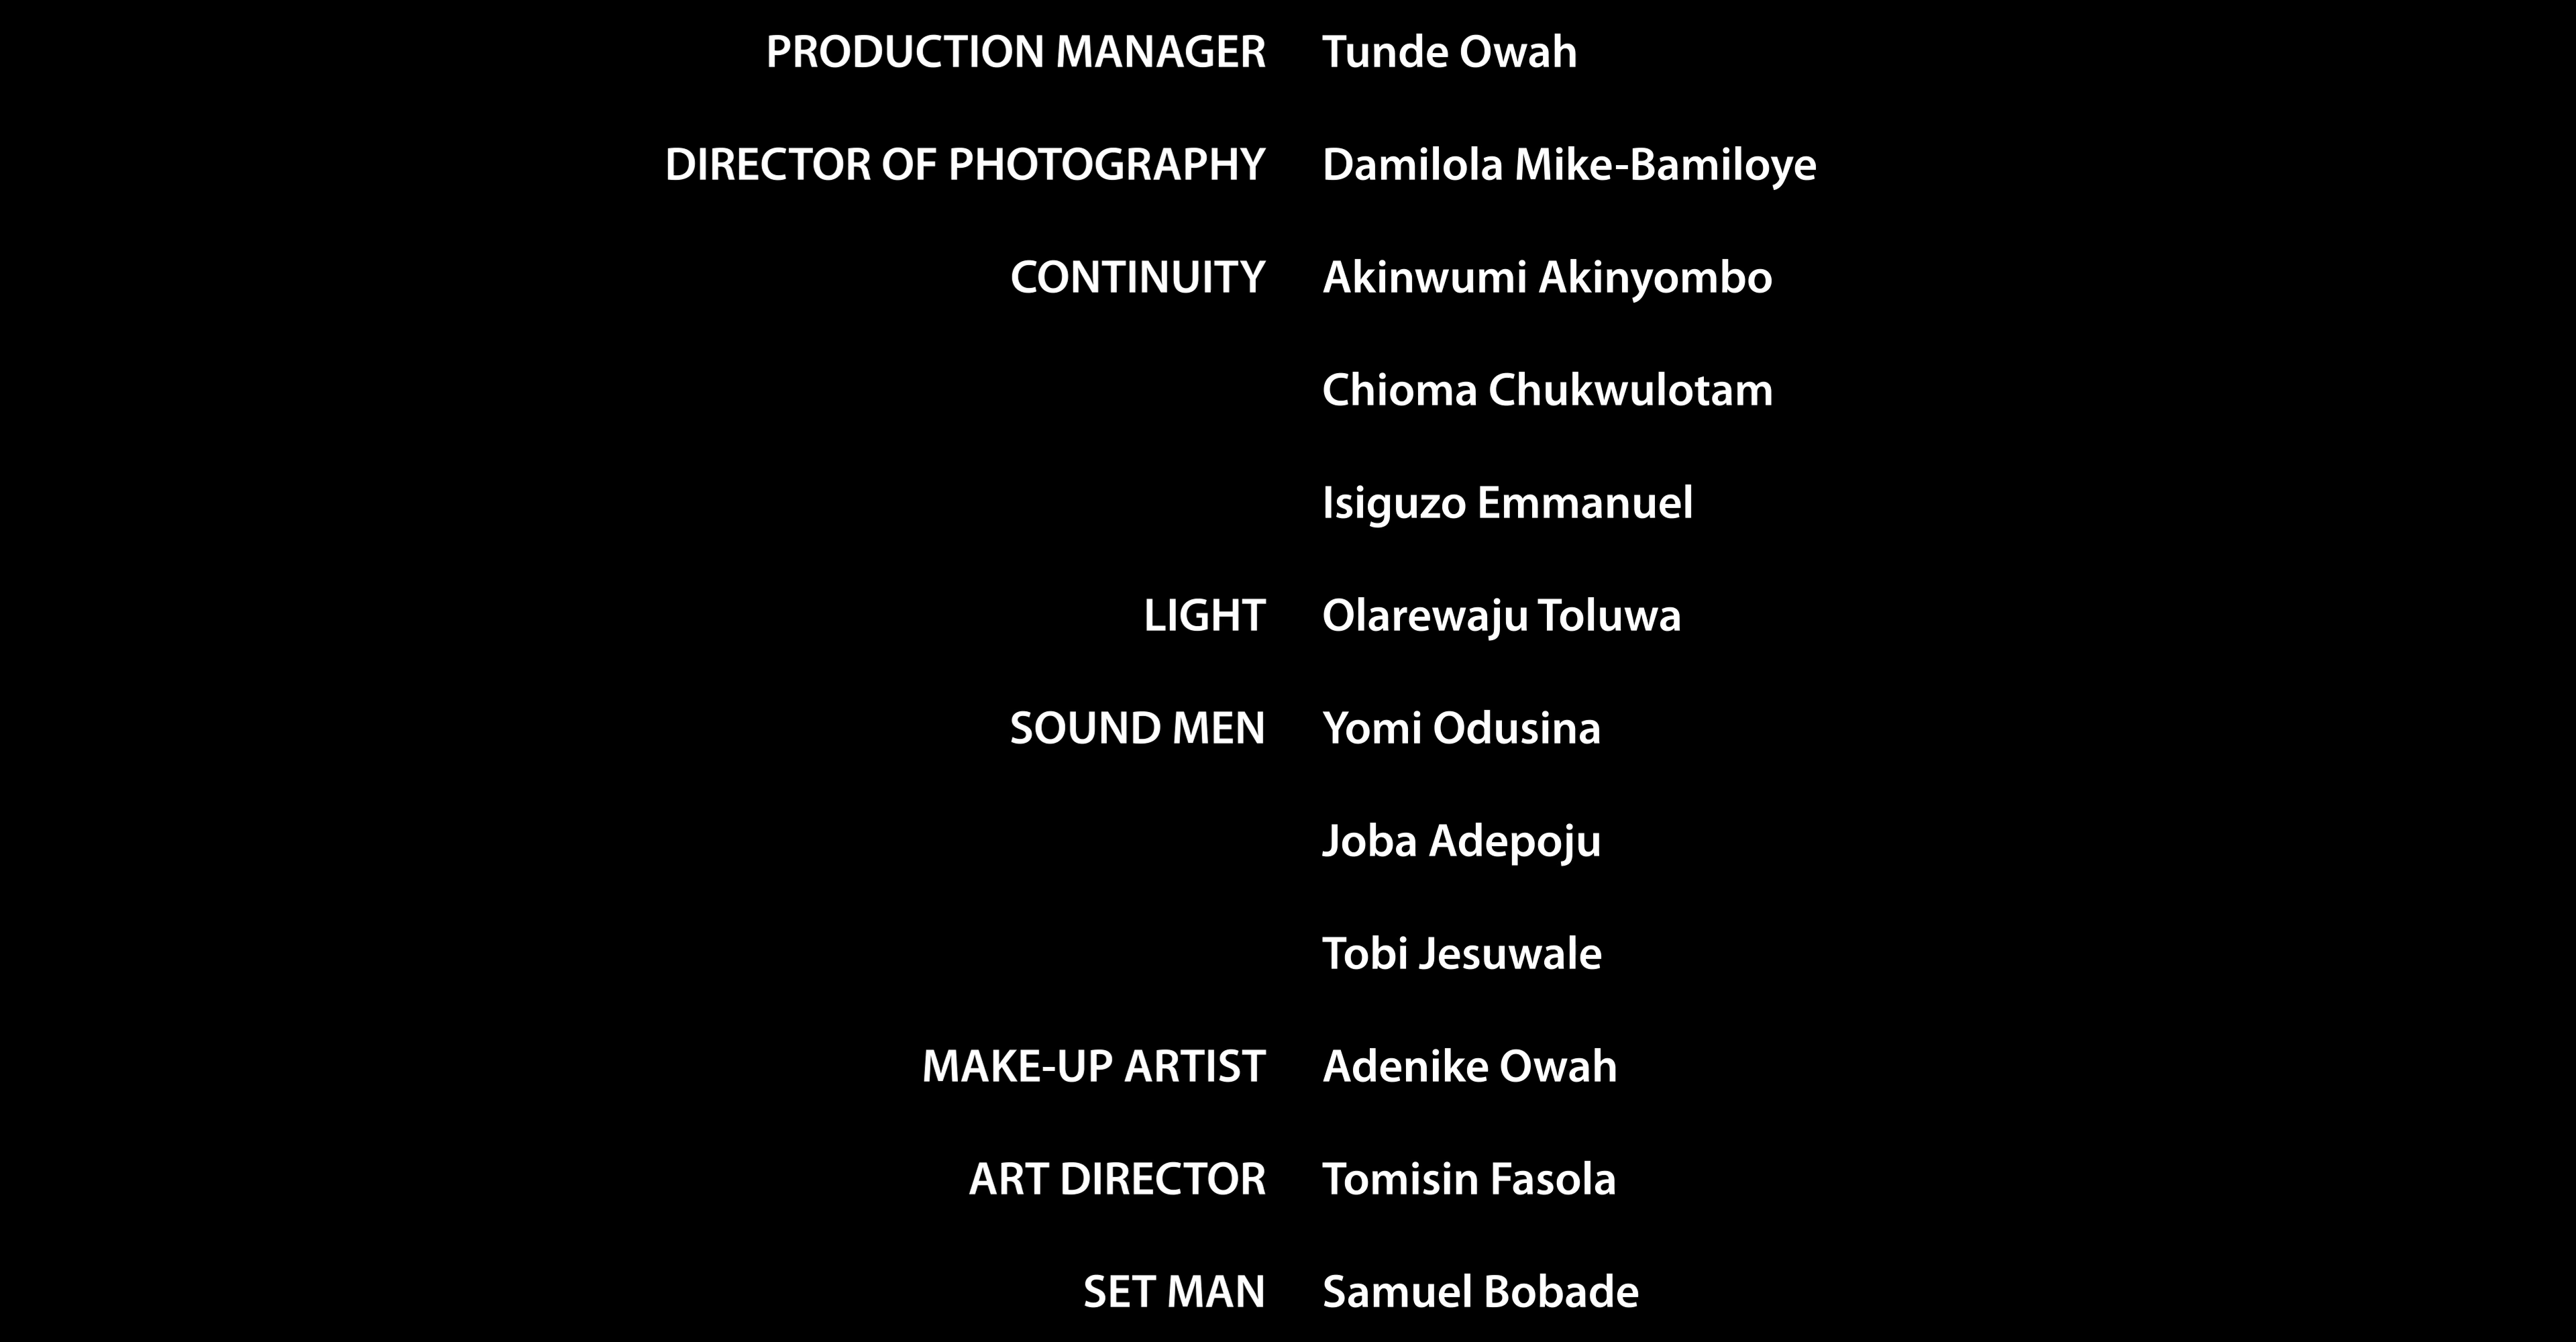 PRODUCTION MANAGER Tunde Owah
DIRECTOR OF PHOTOGRAPHY Damilola Mike-Bamiloye
CONTINUITY Akinwumi Akinyombo
Chioma Chukwulotam
Isiguzo Emmanuel
LIGHT Olarewaju Toluwa
SOUND MEN Yomi Odusina
Joba Adepoju
Tobi Jesuwale
MAKE-UP ARTIST Adenike Owah
ART DIRECTOR Tomisin Fasola
SET MAN Samuel Bobade